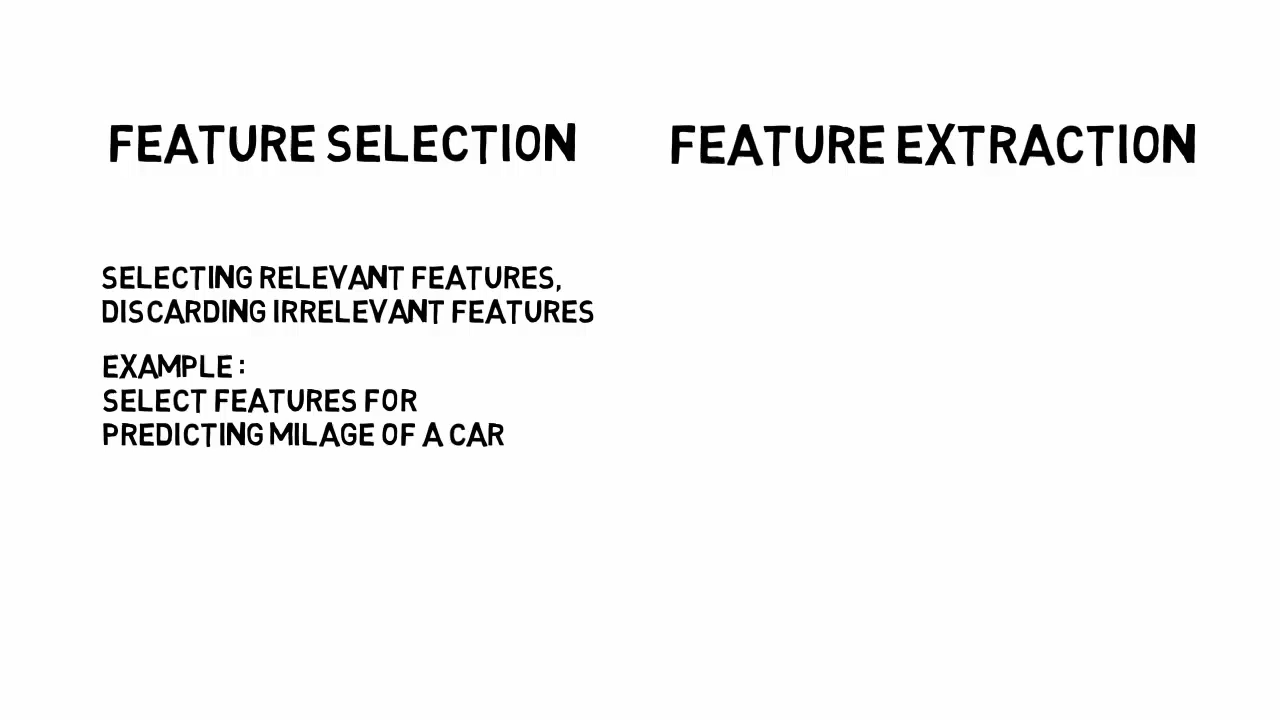 FEATURE SELECTION
FEATURE EXTRACTION
SELECTING RELEVANT FEATURES,
DISCARDING IRRELEVANT FEATURES
EXAMPLE :
SELECT FEATURES FOR
PREDICTING MILAGE OF A CAR